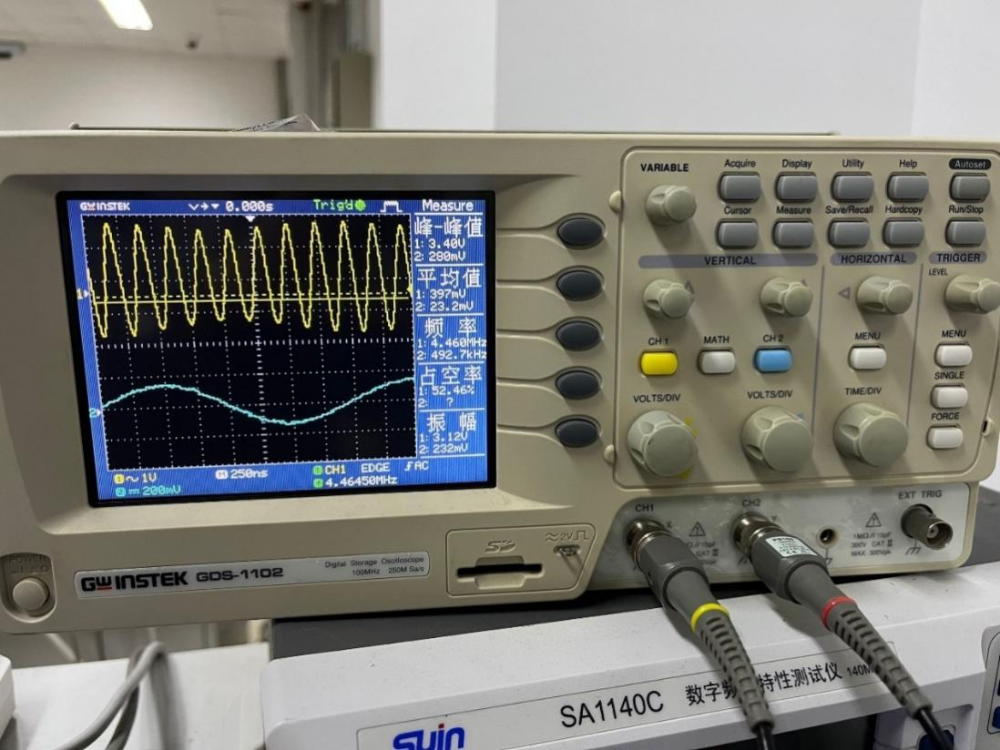 GWINSTEK
0.000s
Trig'd
Measure
峰-峰值
1: 3.40V
2: 280mV
平均值
1: 397mV
2: 23.2mV
频 率
1: 4.460MHz
2: 492.7kHz
占空率
1: 52.46%
2: ?
振 幅
1: 3.12V
2: 232mV
1
2
1 1V
M 250ns
CH1 EDGE AC
2 200mV
4.46450MHz
VARIABLE
Acquire
Display
Utility
Help
Autoset
Cursor
Measure
Save/Recall
Hardcopy
Run/Stop
VERTICAL
HORIZONTAL
TRIGGER
LEVEL
CH 1
MATH
CH 2
MENU
MENU
SINGLE
FORCE
VOLTS/DIV
VOLTS/DIV
TIME/DIV
CH1
X
CH2
Y
EXT TRIG
1MΩ//15pF
300V CAT II
MAX. 300Vpk
POWER
GWINSTEK GDS-1102
Digital Storage Oscilloscope
100MHz 250M Sa/s
SD
≈2V
SA1140C 数字频
特性测试仪 140M
Suin